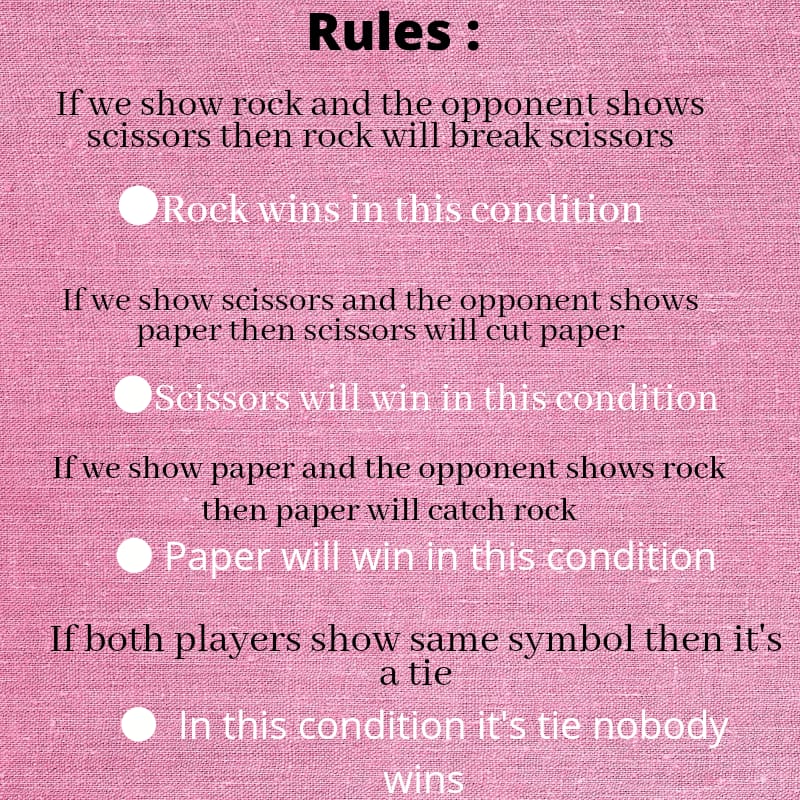 Rules :
If we show rock and the opponent shows
scissors then rock will break scissors
Rock wins in this condition
If we show scissors and the opponent shows
paper then scissors will cut paper
Scissors will win in this condition
If we show paper and the opponent shows rock
then paper will catch rock
Paper will win in this condition
If both players show same symbol then it's
a tie
In this condition it's tie nobody
wins